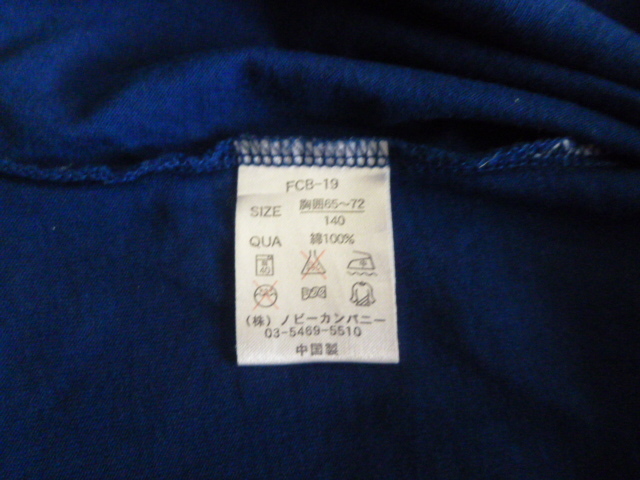 FCB-19
SIZE 胸囲65～72
140
QUA 綿100%
(株)ノビーカンパニー
03-5469-5510
中国製